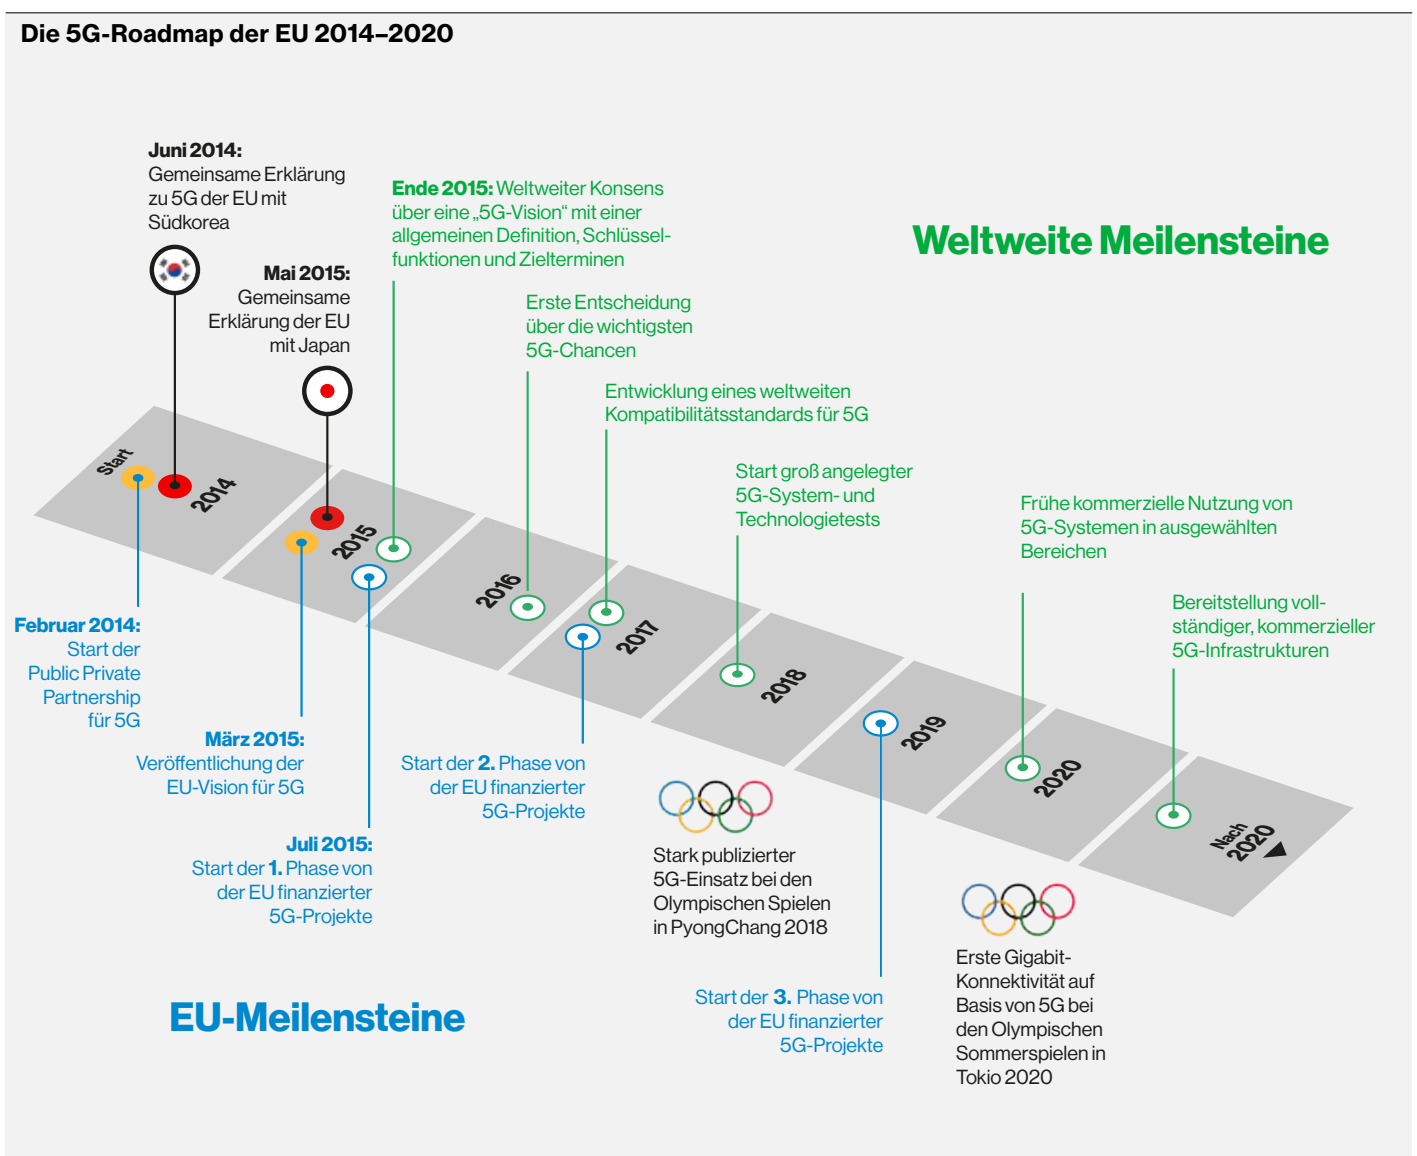 Die 5G-Roadmap der EU 2014–2020
Juni 2014:
Gemeinsame Erklärung
zu 5G der EU mit
Südkorea
Mai 2015:
Gemeinsame
Erklärung der EU
mit Japan
Ende 2015: Weltweiter Konsens
über eine „5G-Vision“ mit einer
allgemeinen Definition, Schlüssel-
funktionen und Zielterminen
Weltweite Meilensteine
Erste Entscheidung
über die wichtigsten
5G-Chancen
Entwicklung eines weltweiten
Kompatibilitätsstandards für 5G
Start groß angelegter
5G-System- und
Technologietests
Frühe kommerzielle Nutzung von
5G-Systemen in ausgewählten
Bereichen
Bereitstellung voll-
ständiger, kommerzieller
5G-Infrastrukturen
Start
2014
2015
2016
2017
2018
2019
2020
Nach
2020
Februar 2014:
Start der
Public Private
Partnership
für 5G
März 2015:
Veröffentlichung der
EU-Vision für 5G
Juli 2015:
Start der 1. Phase von
der EU finanzierter
5G-Projekte
Start der 2. Phase von
der EU finanzierter
5G-Projekte
Stark publizierter
5G-Einsatz bei den
Olympischen Spielen
in PyongChang 2018
Start der 3. Phase von
der EU finanzierter
5G-Projekte
Erste Gigabit-
Konnektivität auf
Basis von 5G bei
den Olympischen
Sommerspielen in
Tokio 2020
EU-Meilensteine